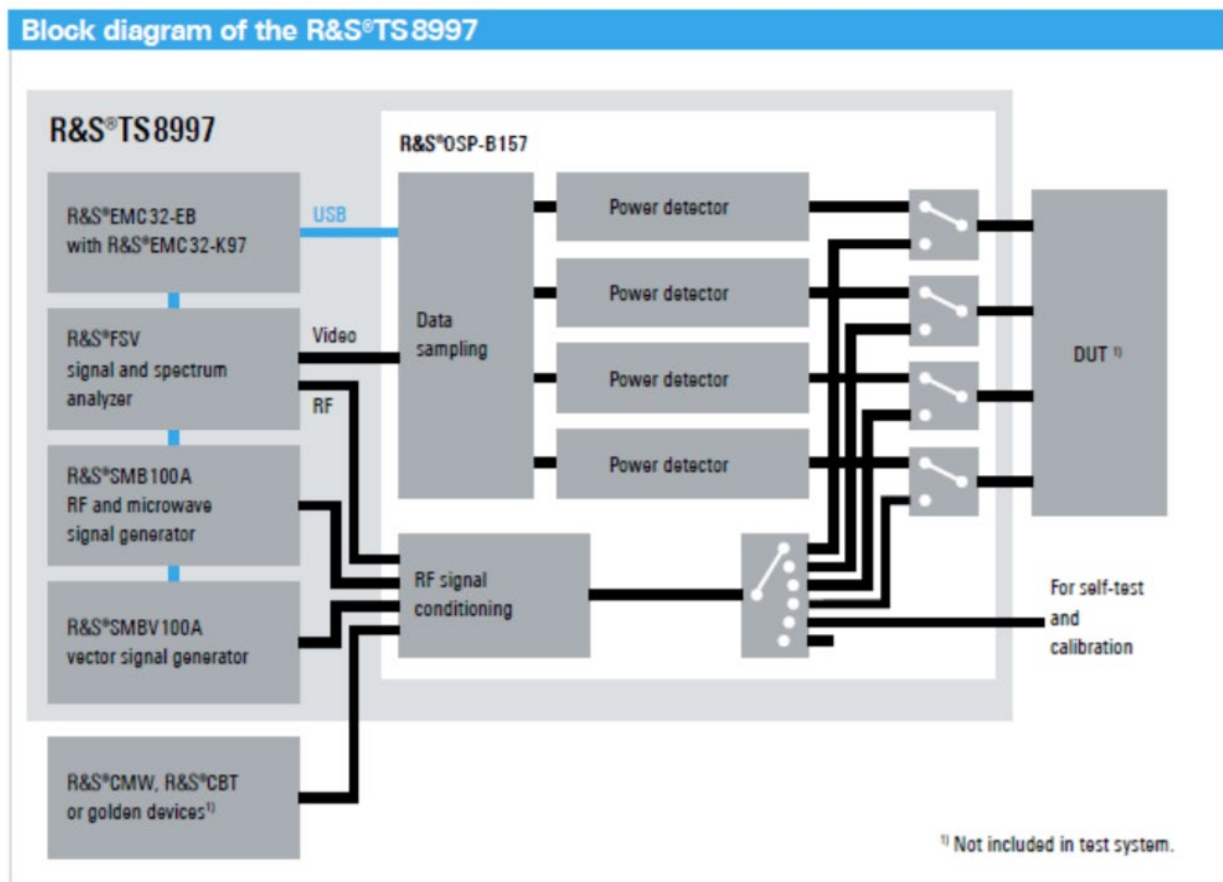 Block diagram of the R&S®TS8997
R&S®TS8997
R&S®OSP-B157
R&S®EMC32-EB
with R&S®EMC32-K97
USB
R&S®FSV
signal and spectrum
analyzer
Video
RF
R&S®SMB100A
RF and microwave
signal generator
R&S®SMBV100A
vector signal generator
R&S®CMW, R&S®CBT
or golden devices¹⁾
Data
sampling
Power detector
Power detector
Power detector
Power detector
RF signal
conditioning
DUT ¹⁾
For self-test
and
calibration
¹⁾ Not included in test system.